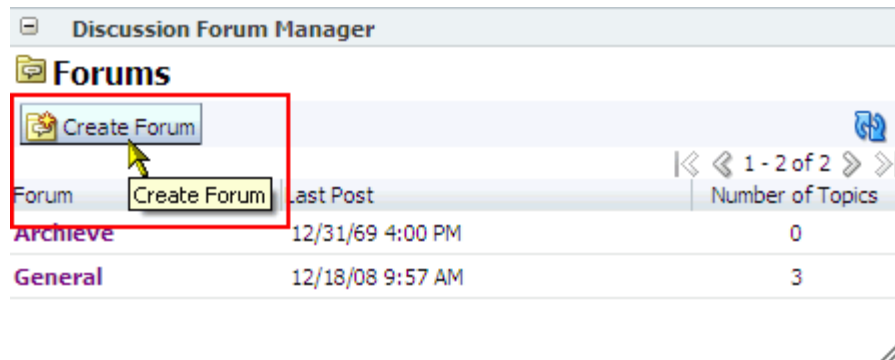 Discussion Forum Manager
Forums
Create Forum
1 - 2 of 2
Forum Create Forum Last Post Number of Topics
Archieve 12/31/69 4:00 PM 0
General 12/18/08 9:57 AM 3